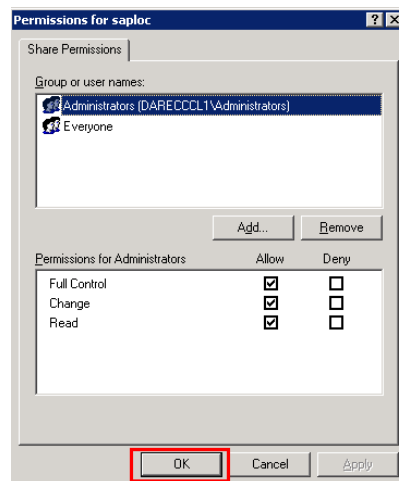 Permissions for saploc
Share Permissions
Group or user names:
Administrators (DARECCCL1\Administrators)
Everyone
Add... Remove
Permissions for Administrators Allow Deny
Full Control
Change
Read
OK Cancel Apply